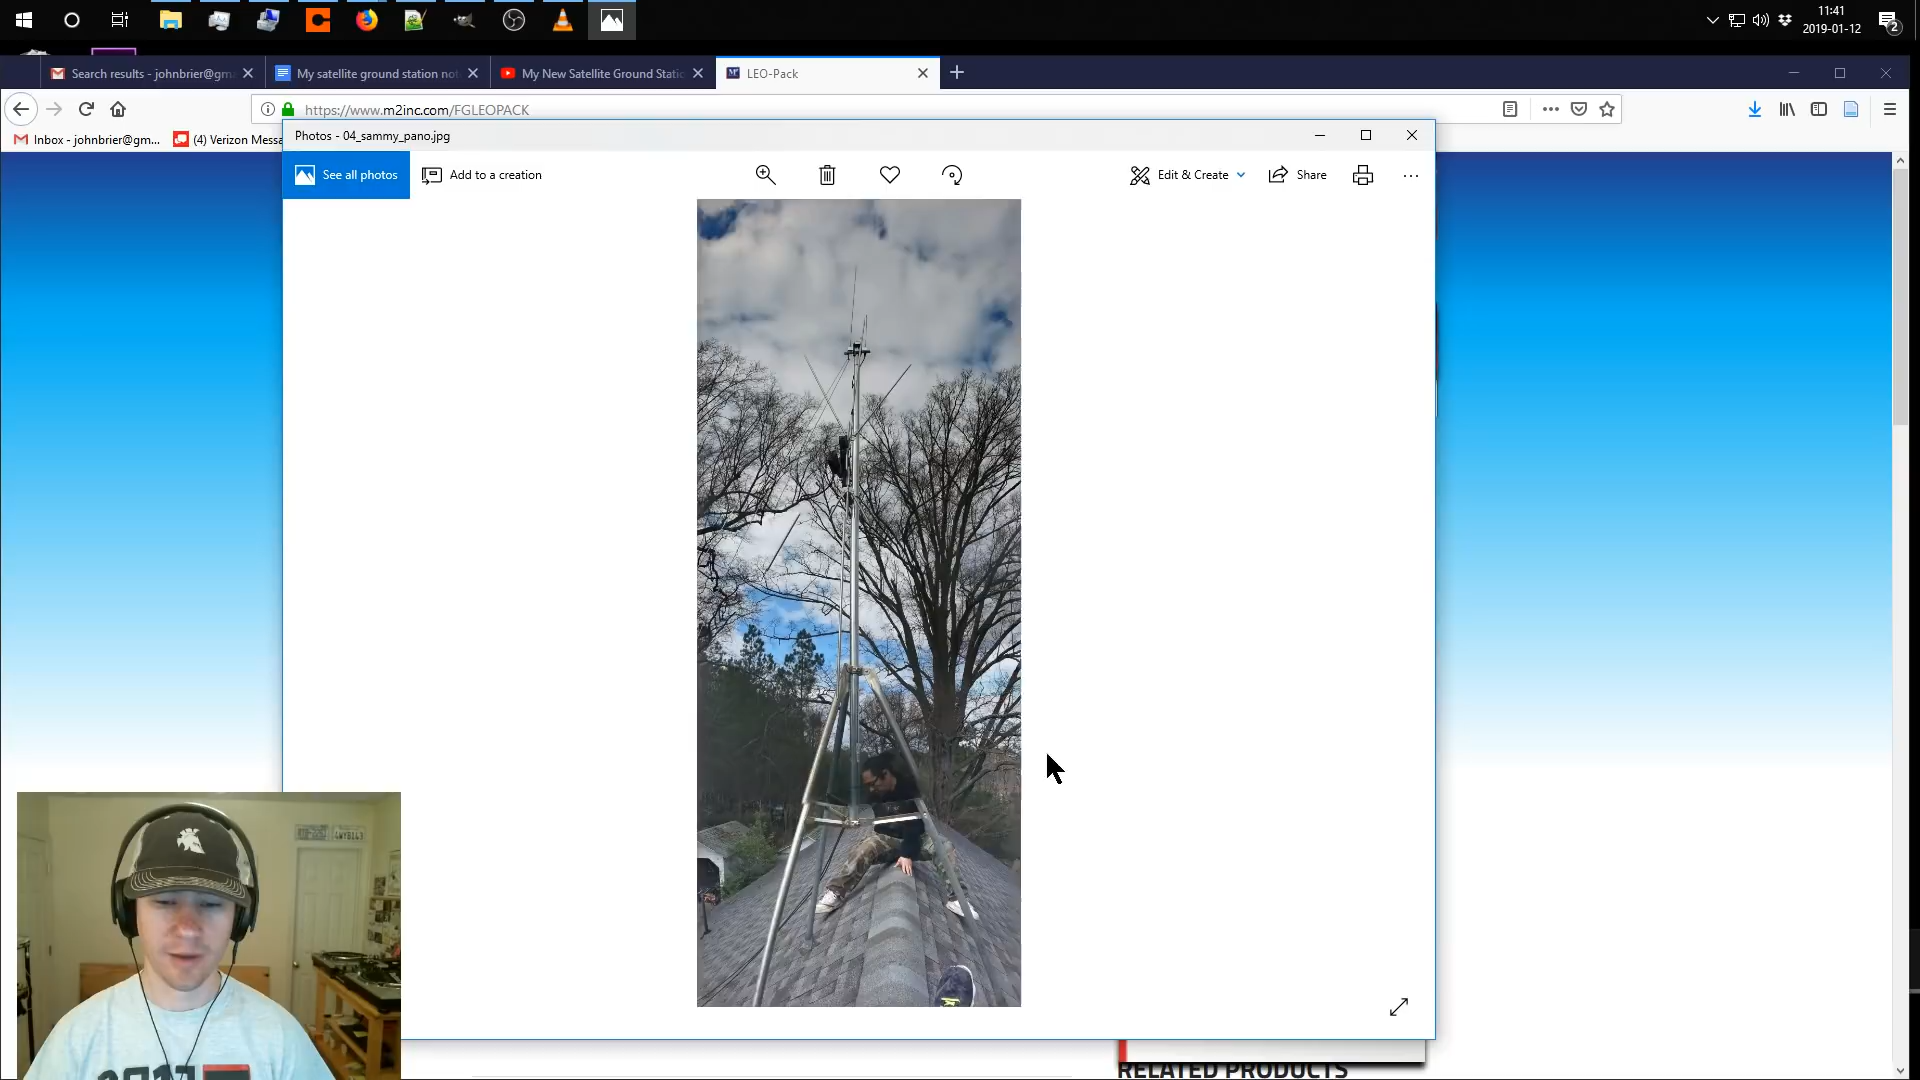 11:41
2019-01-12
2
Search results - johnbrier@gm
My satellite ground station not
My New Satellite Ground Static
LEO-Pack
https://www.m2inc.com/FGLEOPACK
Inbox - johnbrier@gm...
(4) Verizon Messa
Photos - 04_sammy_pano.jpg
See all photos
Add to a creation
Edit & Create
Share
RELATED PRODUCTS